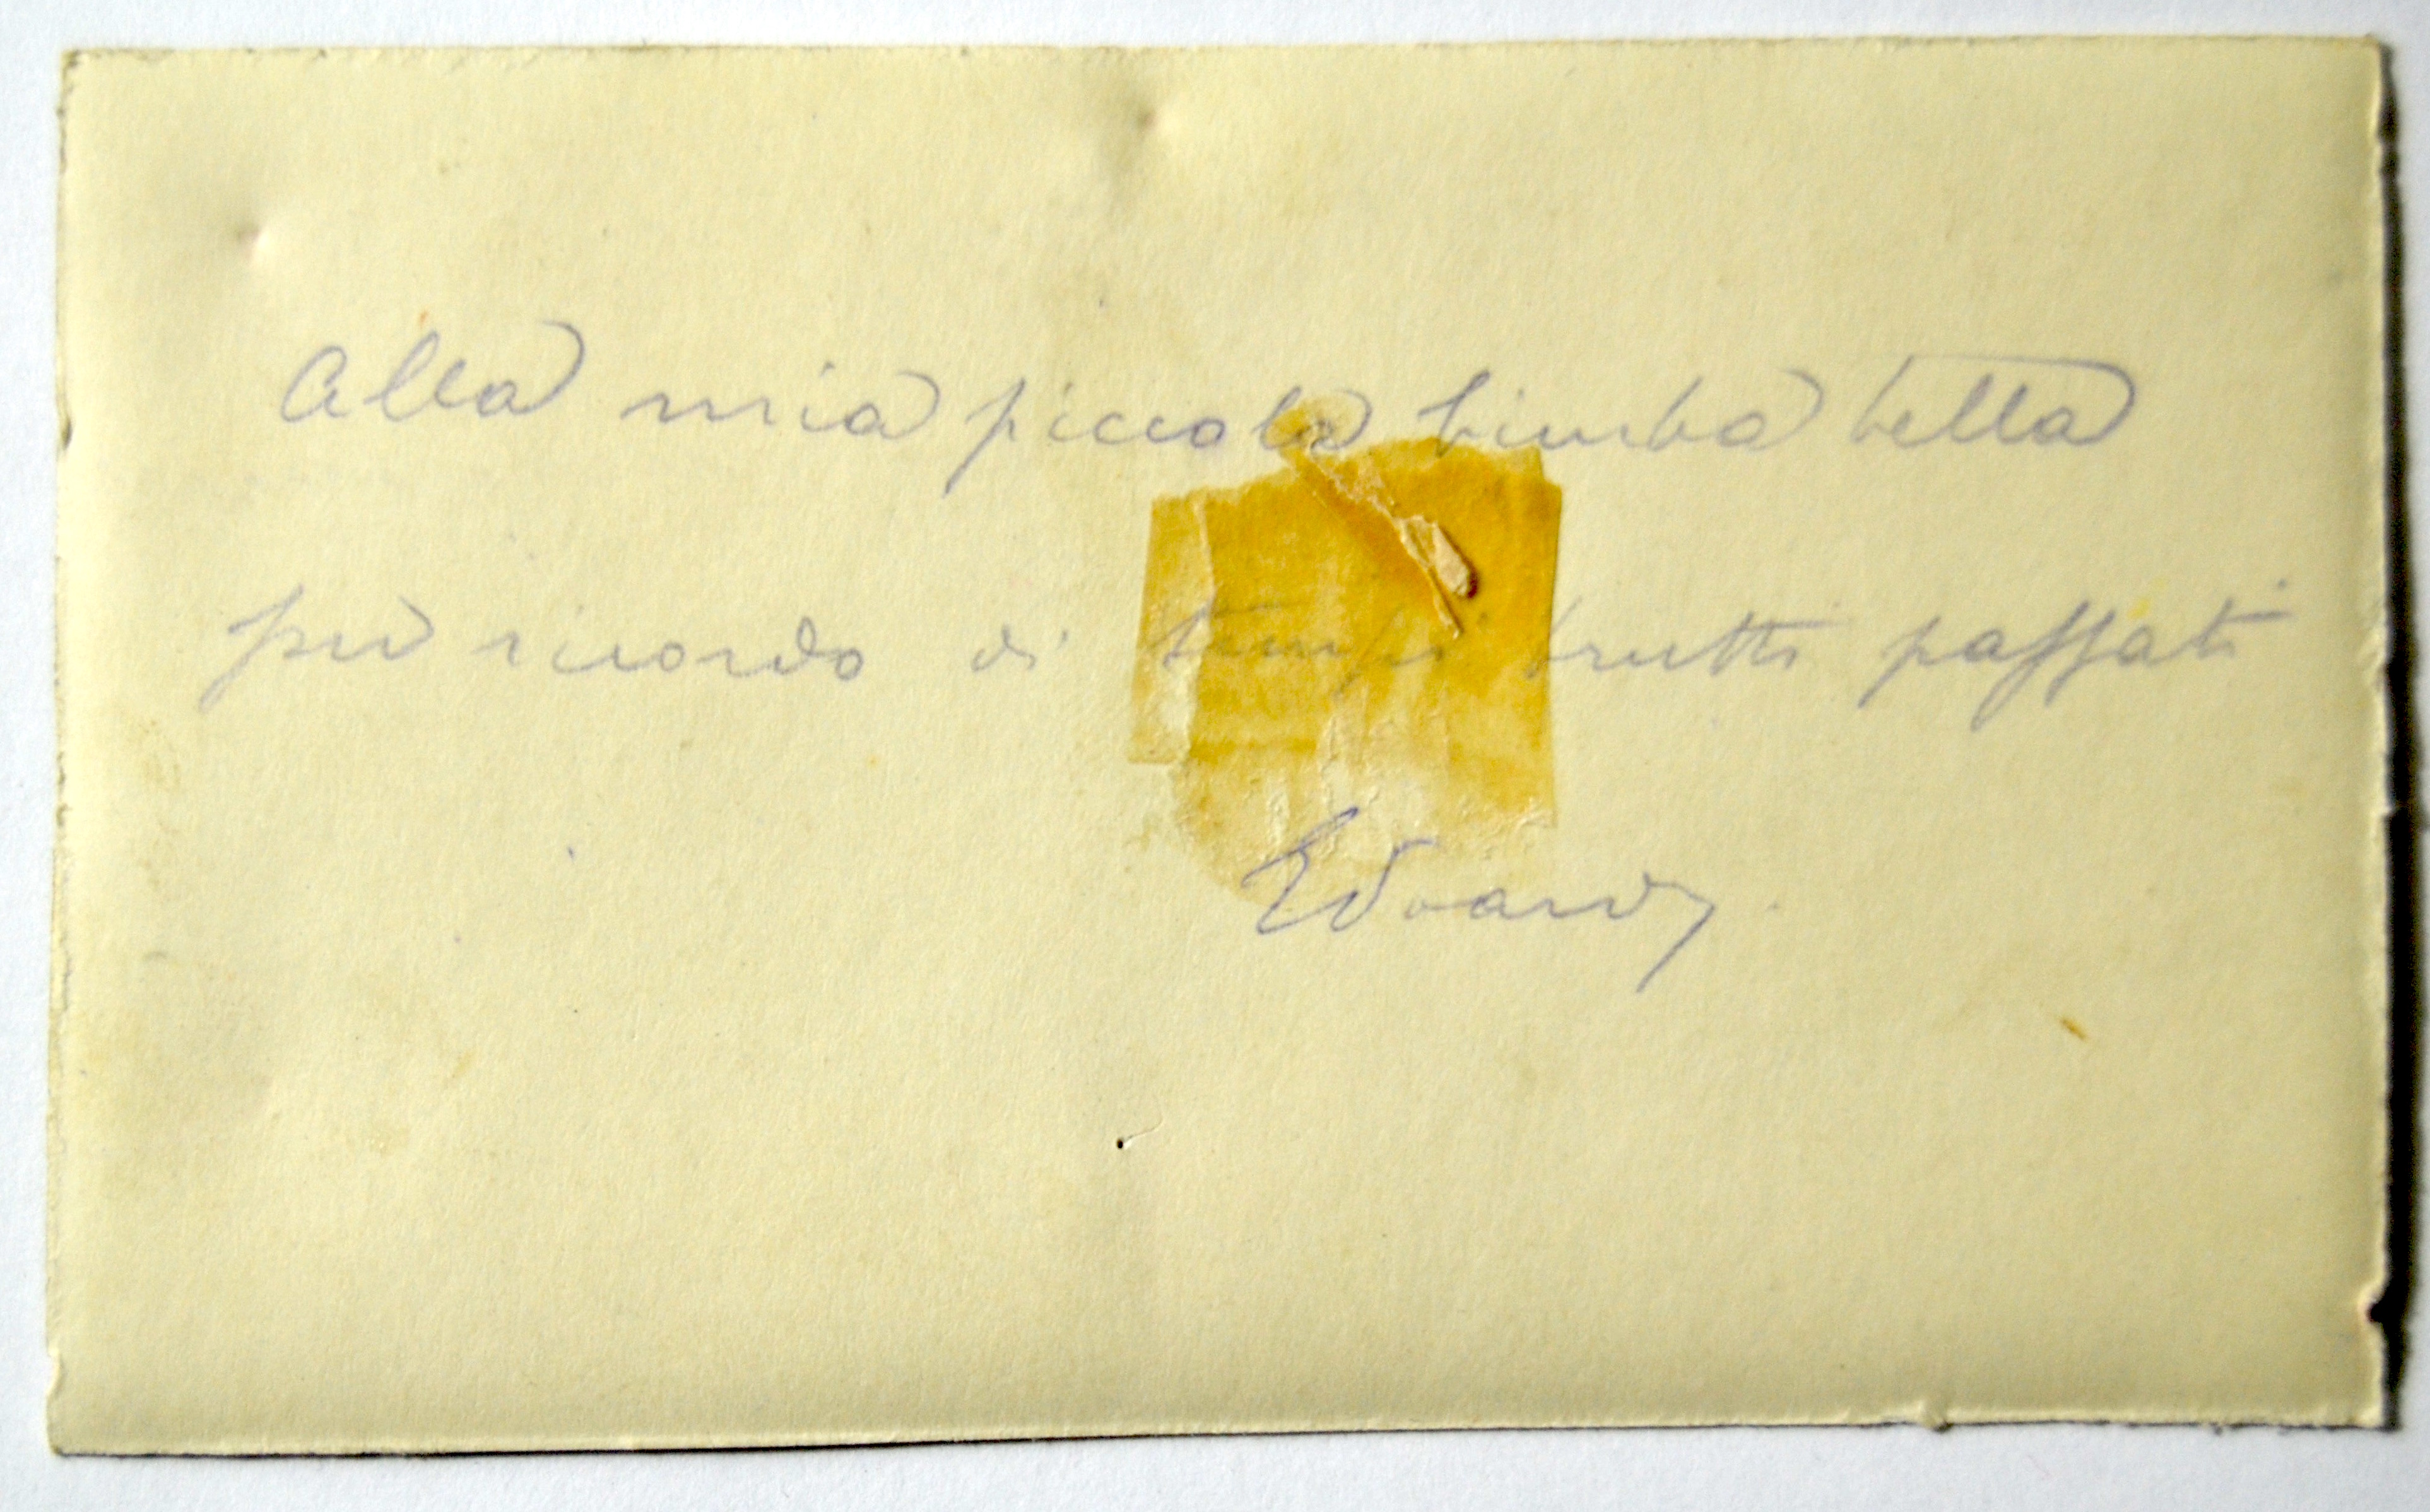 Alla mia piccola bimba bella
per ricordo di tempi brutti passati
Edoardo